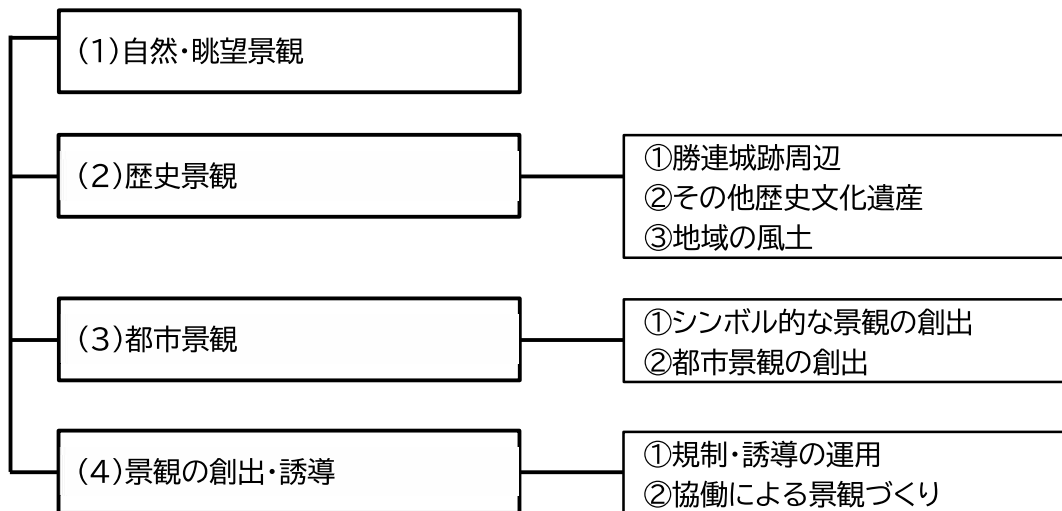 (1)自然・眺望景観
(2)歴史景観
①勝連城跡周辺
②その他歴史文化遺産
③地域の風土
(3)都市景観
①シンボル的な景観の創出
②都市景観の創出
(4)景観の創出・誘導
①規制・誘導の運用
②協働による景観づくり